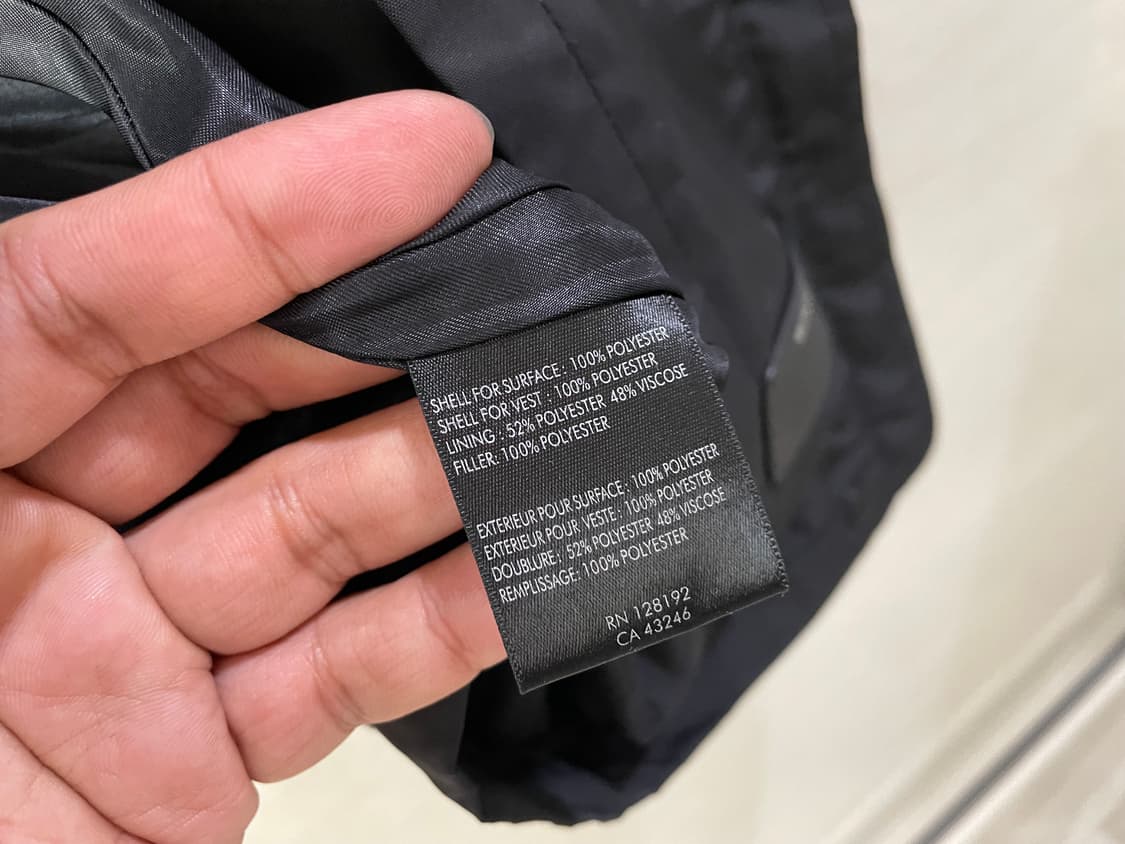 SHELL FOR SURFACE : 100% POLYESTER
SHELL FOR VEST : 100% POLYESTER
LINING : 52% POLYESTER 48% VISCOSE
FILLER: 100% POLYESTER
EXTERIEUR POUR SURFACE : 100% POLYESTER
EXTERIEUR POUR VESTE : 100% POLYESTER
DOUBLURE : 52% POLYESTER 48% VISCOSE
REMPLISSAGE: 100% POLYESTER
RN 128192
CA 43246